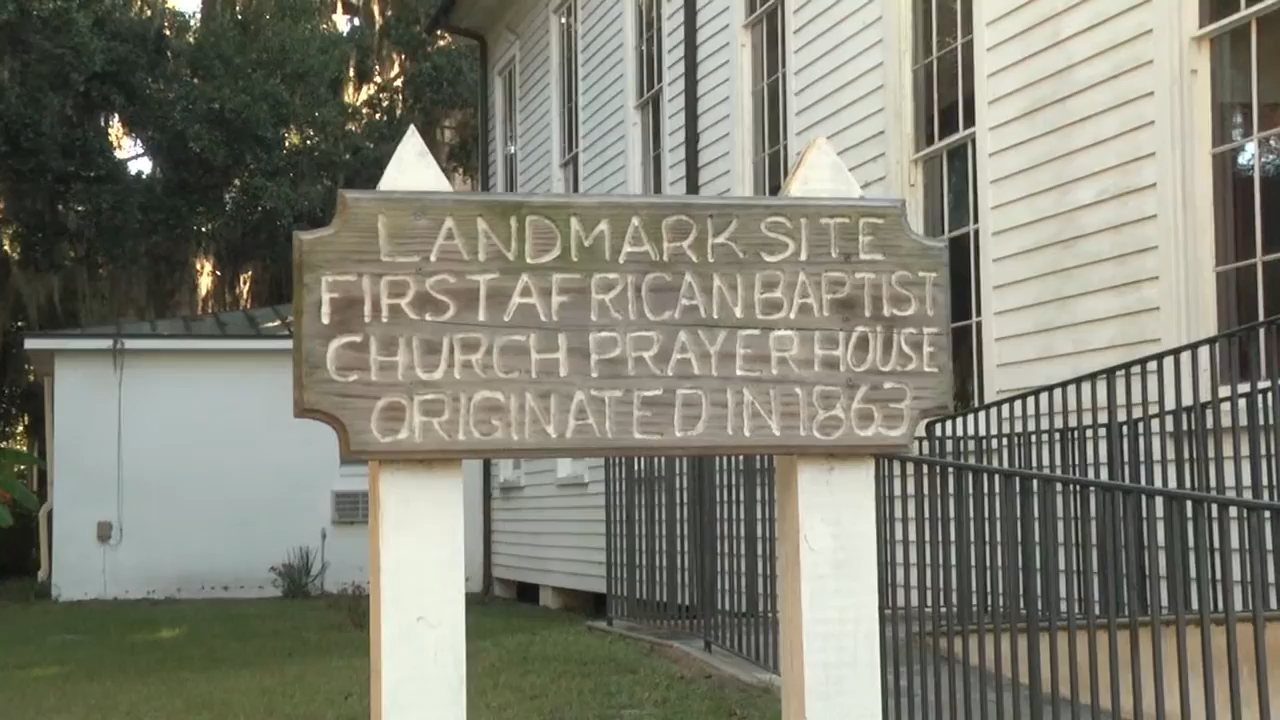 LANDMARK SITE
FIRST AFRICAN BAPTIST
CHURCH PRAYER HOUSE
ORIGINATED IN 1863